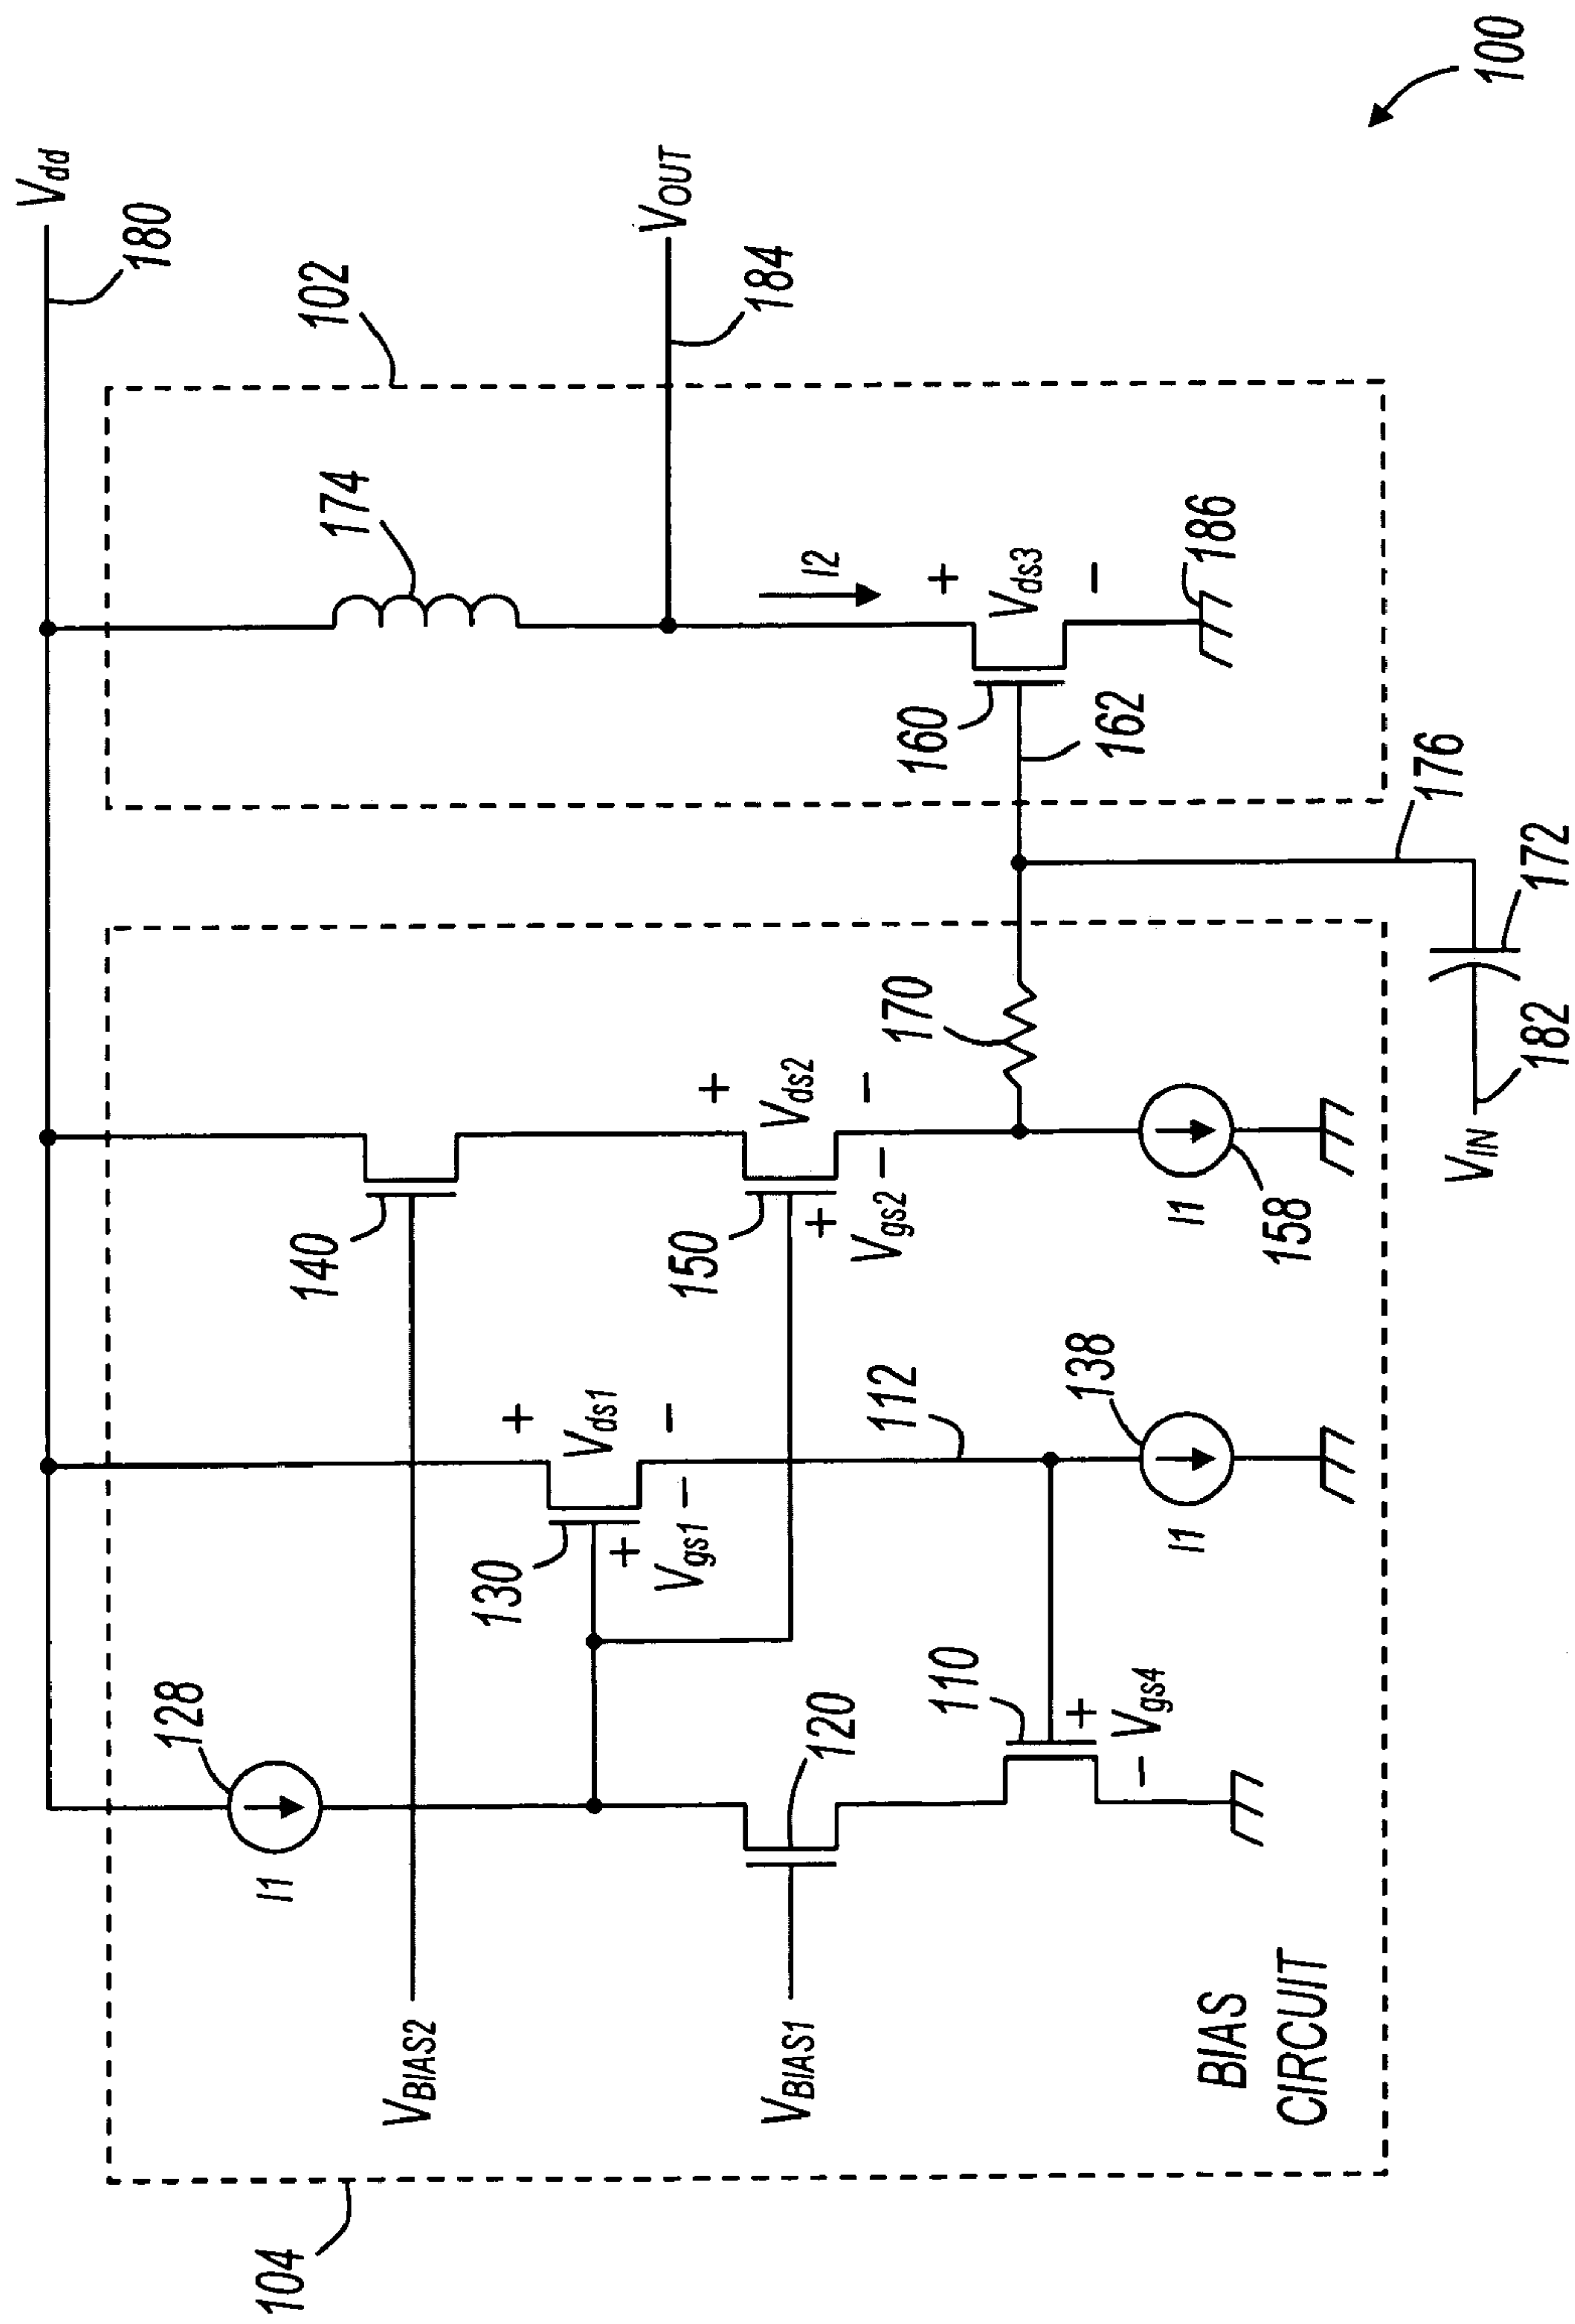 Vdd
180
102
174
VOUT
184
I2
+
Vds3
−
186
160
162
176
172
182
VIN
100
128
I1
140
130
+
Vds1
−
+
Vgs1
−
150
+
Vds2
−
+
Vgs2
−
170
I1
158
112
138
I1
120
110
+
Vgs4
−
VBIAS2
VBIAS1
BIAS
CIRCUIT
104